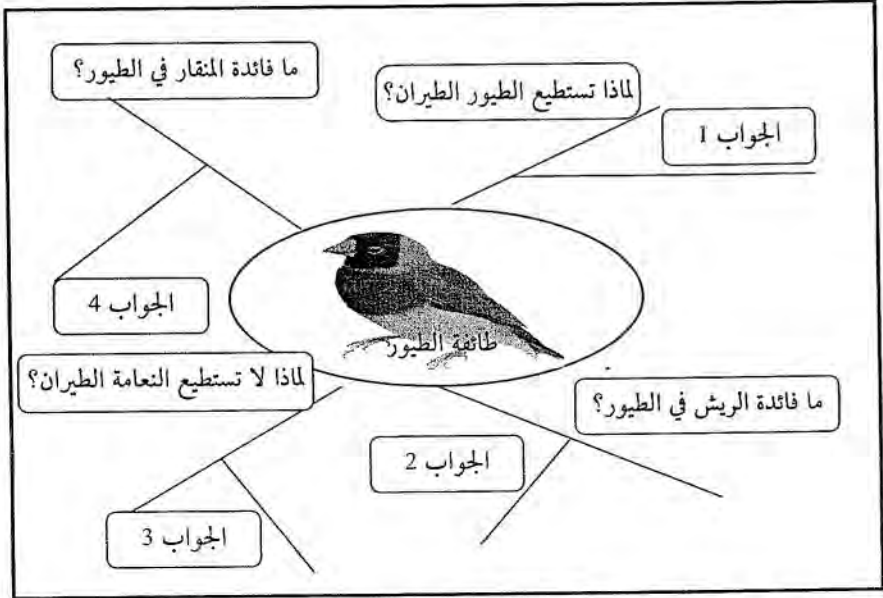 ما فائدة المنقار في الطيور؟
لماذا تستطيع الطيور الطيران؟
الجواب 1
الجواب 4
طائفة الطيور
لماذا لا تستطيع النعامة الطيران؟
ما فائدة الريش في الطيور؟
الجواب 2
الجواب 3